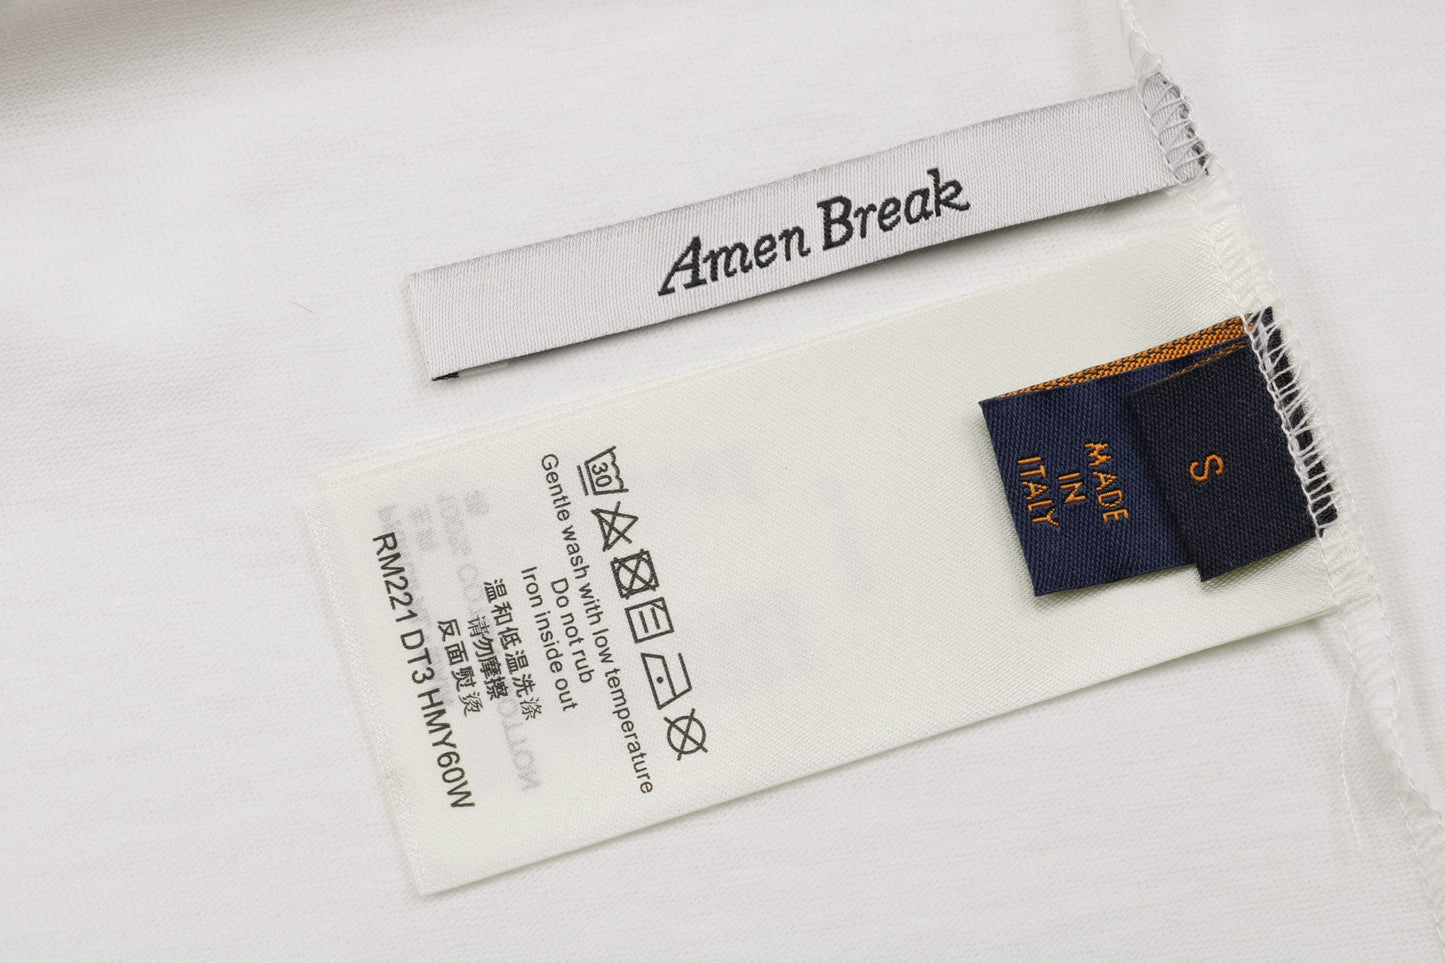 Amen Break
MADE
IN
ITALY
S
30
Gentle wash with low temperature
Do not rub
Iron inside out
温和低温洗涤
请勿摩擦
反面熨烫
RM221 DT3 HMY60W